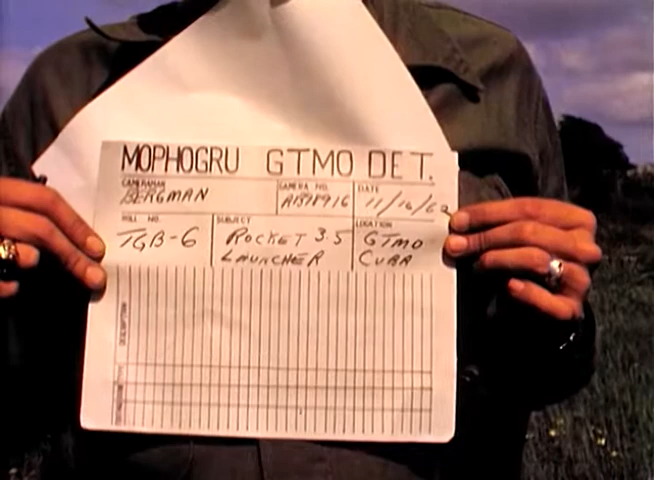 MOPHOGRU GTMO DET.
CAMERAMAN CAMERA NO. DATE
BERGMAN 11/16/62
ROLL NO. SUBJECT LOCATION
TGB-6 ROCKET 3.5 GTMO
LAUNCHER CUBA
DESCRIPTION